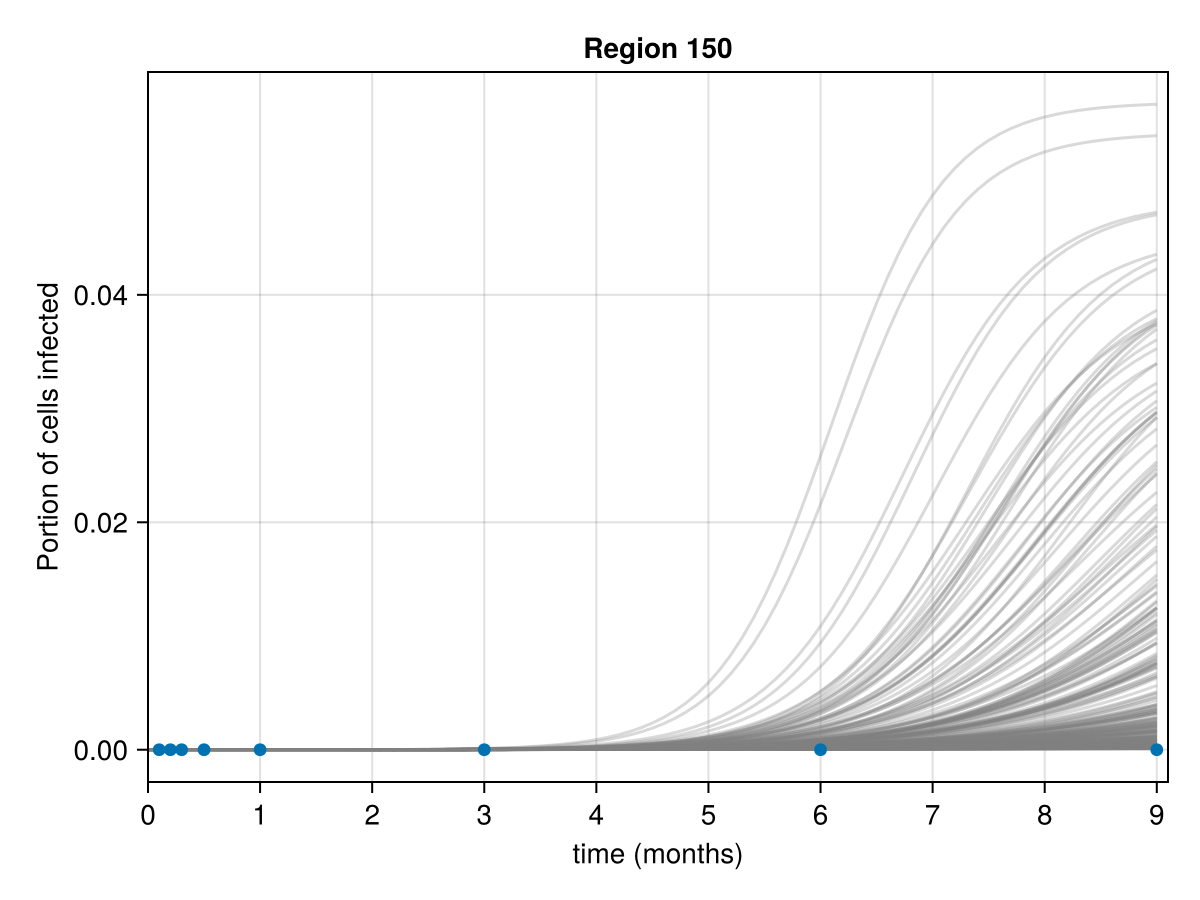 Region 150
Portion of cells infected
0.04
0.02
0.00
0 1 2 3 4 5 6 7 8 9
time (months)